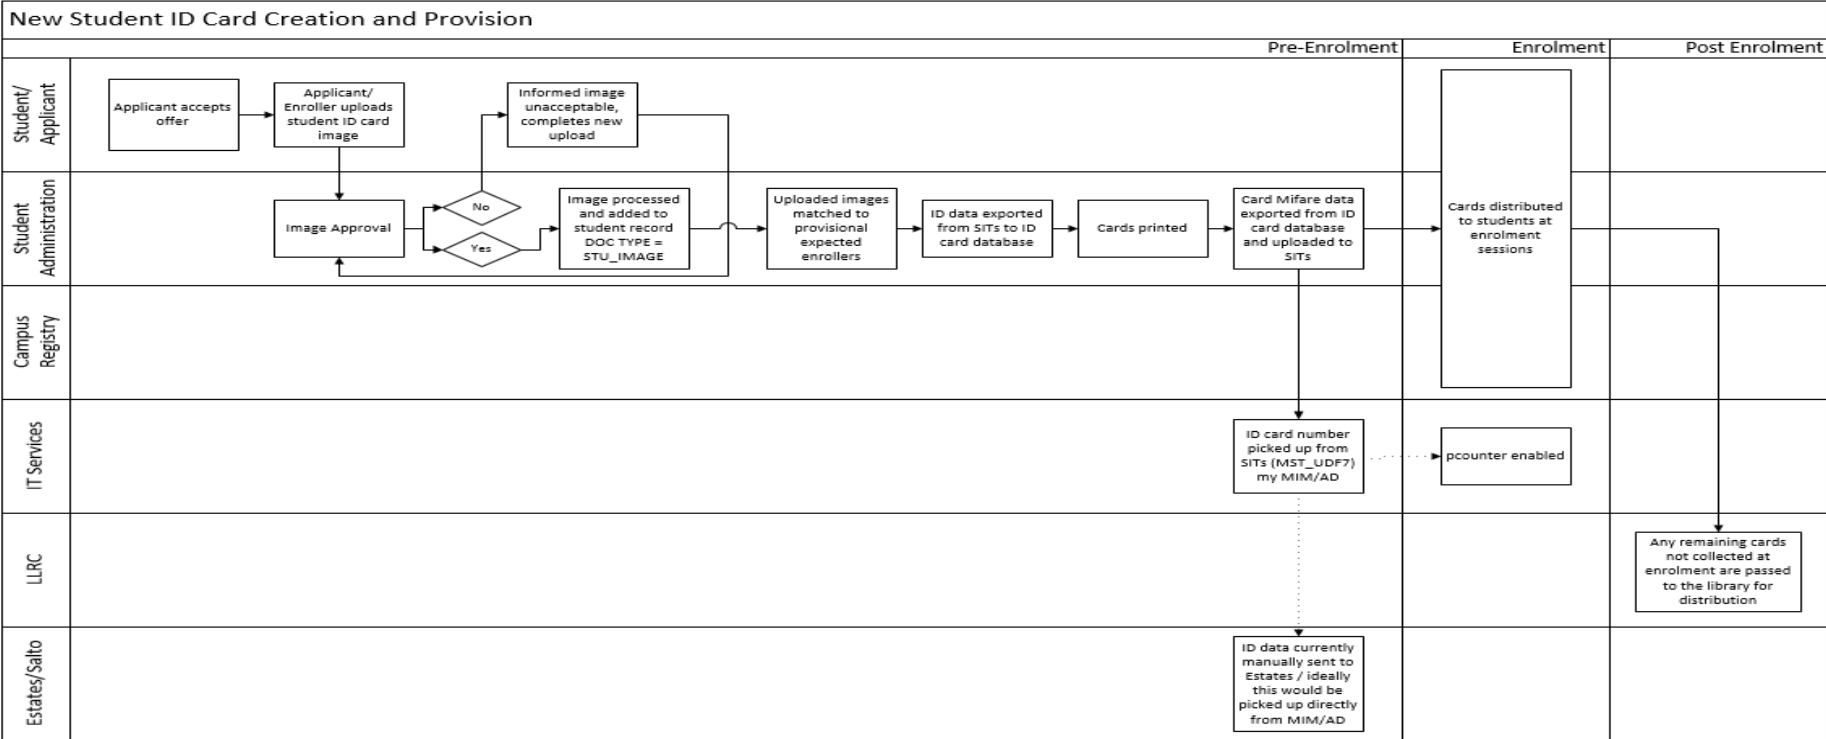 New Student ID Card Creation and Provision
Pre-Enrolment
Enrolment
Post Enrolment
Student/
Applicant
Applicant accepts
offer
Applicant/
Enroller uploads
student ID card
image
Informed image
unacceptable,
completes new
upload
Student
Administration
Image Approval
No
Yes
Image processed
and added to
student record
DOC TYPE =
STU_IMAGE
Uploaded images
matched to
provisional
expected
enrollers
ID data exported
from SITs to ID
card database
Cards printed
Card Mifare data
exported from ID
card database
and uploaded to
SITs
Cards distributed
to students at
enrolment
sessions
Campus
Registry
IT Services
ID card number
picked up from
SITs (MST_UDF7)
my MIM/AD
pcounter enabled
LLRC
Any remaining cards
not collected at
enrolment are passed
to the library for
distribution
Estates/Salto
ID data currently
manually sent to
Estates / ideally
this would be
picked up directly
from MIM/AD